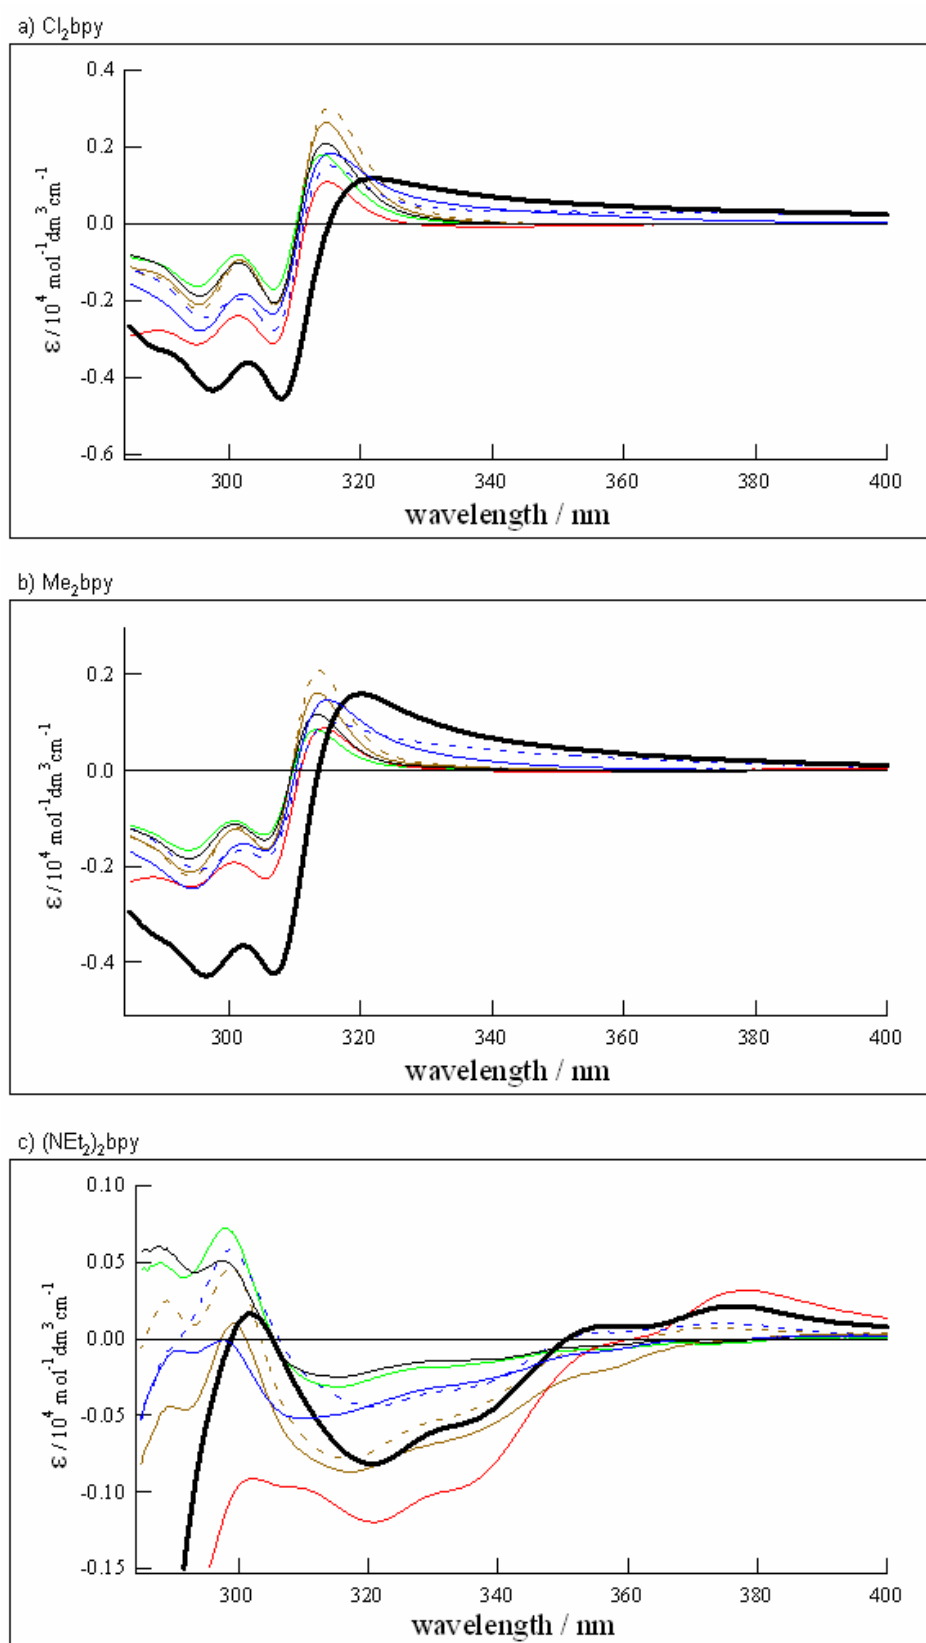 a) Cl₂bpy
0.4
0.2
0.0
-0.2
-0.4
-0.6
ε / 10⁴ mol⁻¹dm³cm⁻¹
300 320 340 360 380 400
wavelength / nm
b) Me₂bpy
0.2
0.0
-0.2
-0.4
ε / 10⁴ mol⁻¹dm³cm⁻¹
300 320 340 360 380 400
wavelength / nm
c) (NEt₂)₂bpy
0.10
0.05
0.00
-0.05
-0.10
-0.15
ε / 10⁴ mol⁻¹dm³cm⁻¹
300 320 340 360 380 400
wavelength / nm